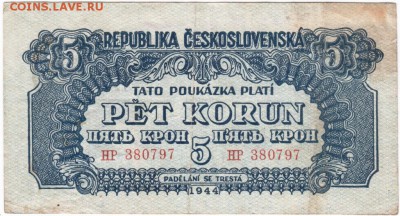 COINS.LAVE.RU
5 REPUBLIKA ČESKOSLOVENSKÁ 5
TATO POUKÁZKA PLATÍ
PĚT KORUN
ПЯТЬ КРОН 5 П'ЯТЬ КРОН
HP 380797 HP 380797
PADĚLÁNÍ SE TRESTÁ
1944